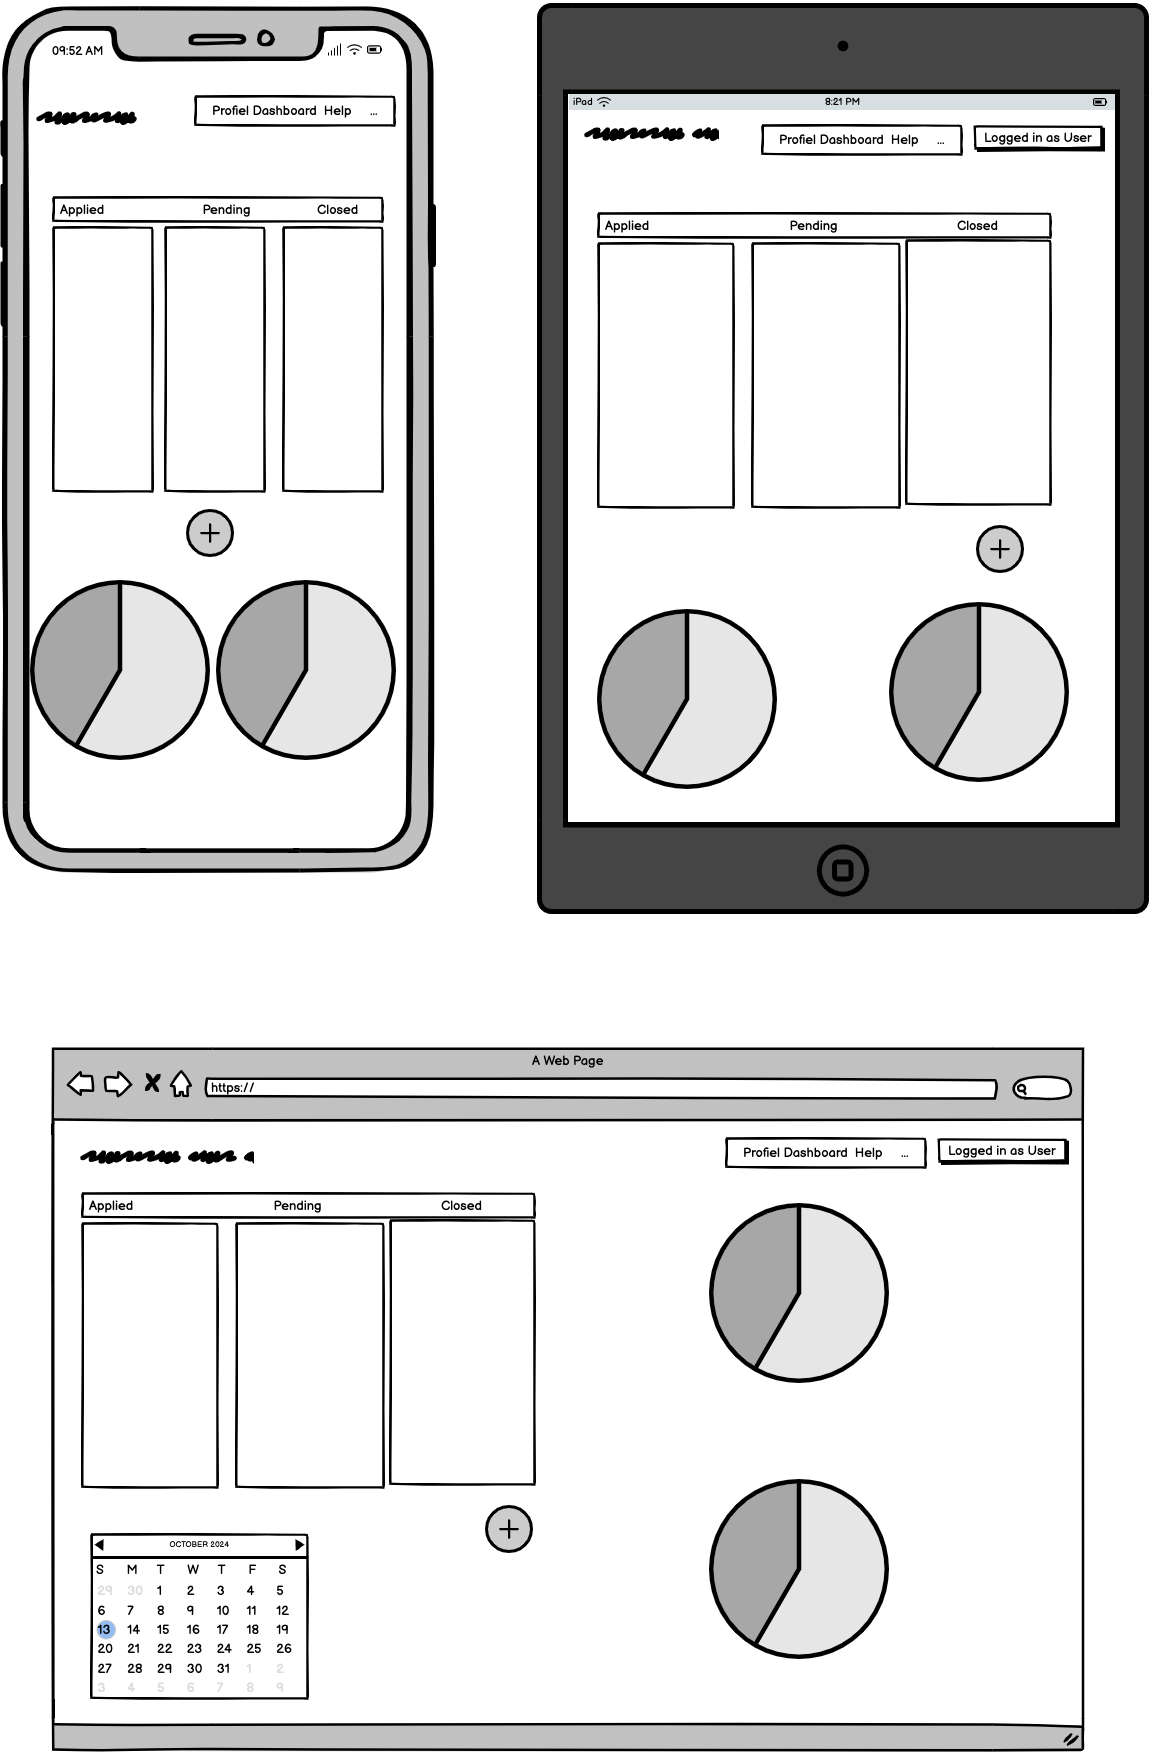 09:52 AM
Profiel Dashboard Help ...
Applied Pending Closed
iPad 8:21 PM
Profiel Dashboard Help ...
Logged in as User
Applied Pending Closed
A Web Page
https://
Profiel Dashboard Help ...
Logged in as User
Applied Pending Closed
OCTOBER 2024
S M T W T F S
29 30 1 2 3 4 5
6 7 8 9 10 11 12
13 14 15 16 17 18 19
20 21 22 23 24 25 26
27 28 29 30 31 1 2
3 4 5 6 7 8 9